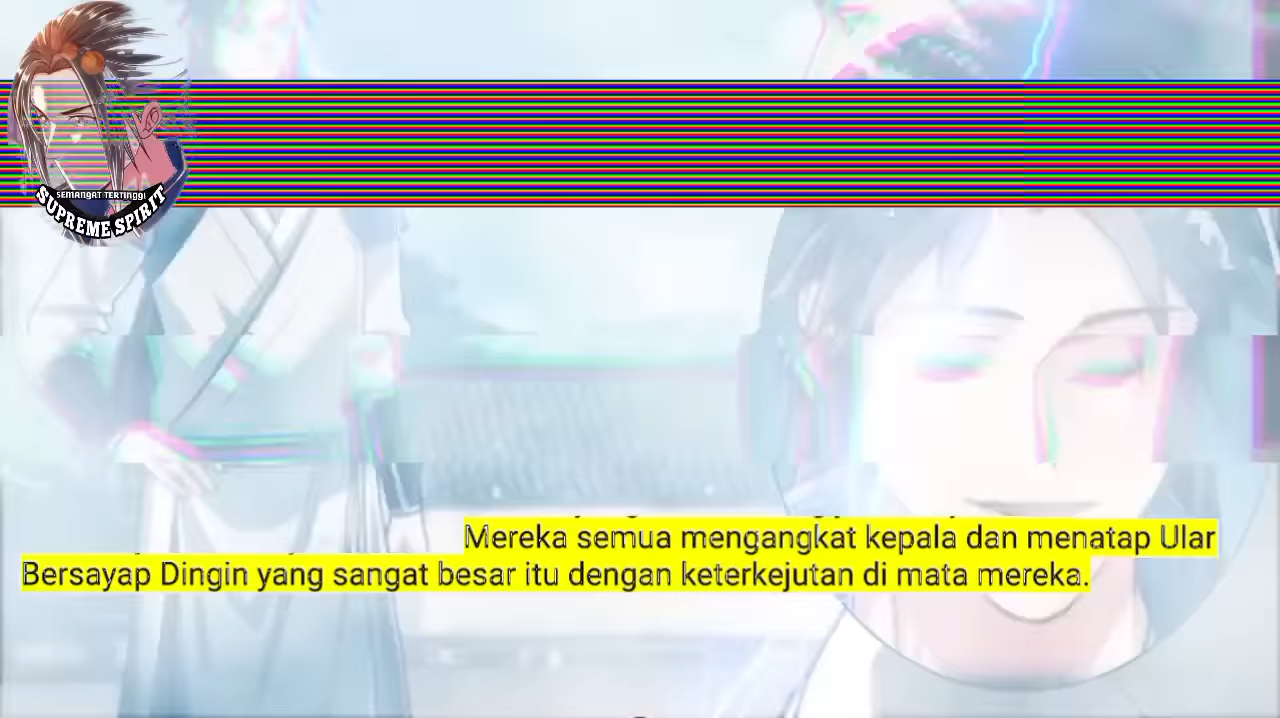 SEMANGAT TERTINGGI
SUPREME SPIRIT
Mereka semua mengangkat kepala dan menatap Ular
Bersayap Dingin yang sangat besar itu dengan keterkejutan di mata mereka.